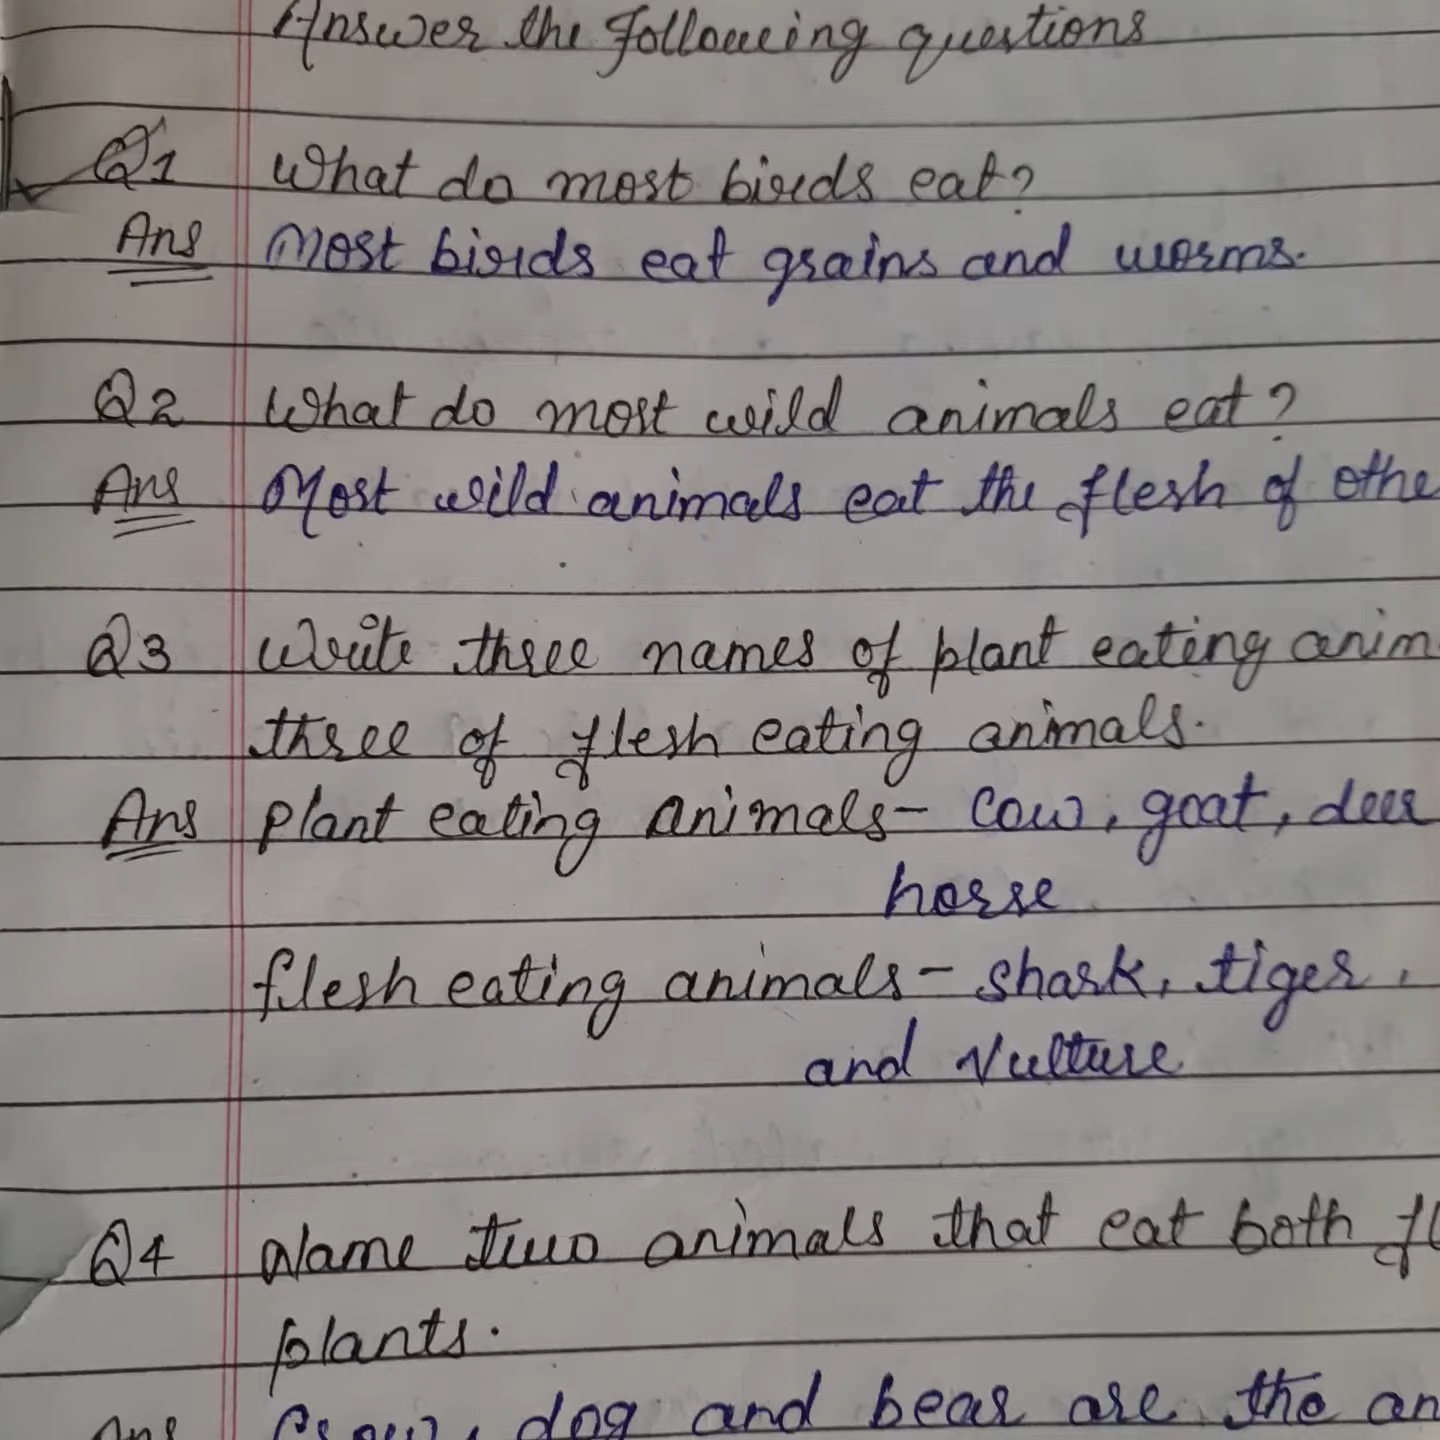 Answer the following questions
Q1 What do most birds eat?
Ans Most birds eat grains and worms.
Q2 What do most wild animals eat?
Ans Most wild animals eat the flesh of othe
Q3 Write three names of plant eating anim
three of flesh eating animals.
Ans plant eating animals- Cow, goat, deer
horse
flesh eating animals- shark, tiger,
and Vulture
Q4 Name two animals that eat both fl
plants.
Ans Crow, dog and bear are the an